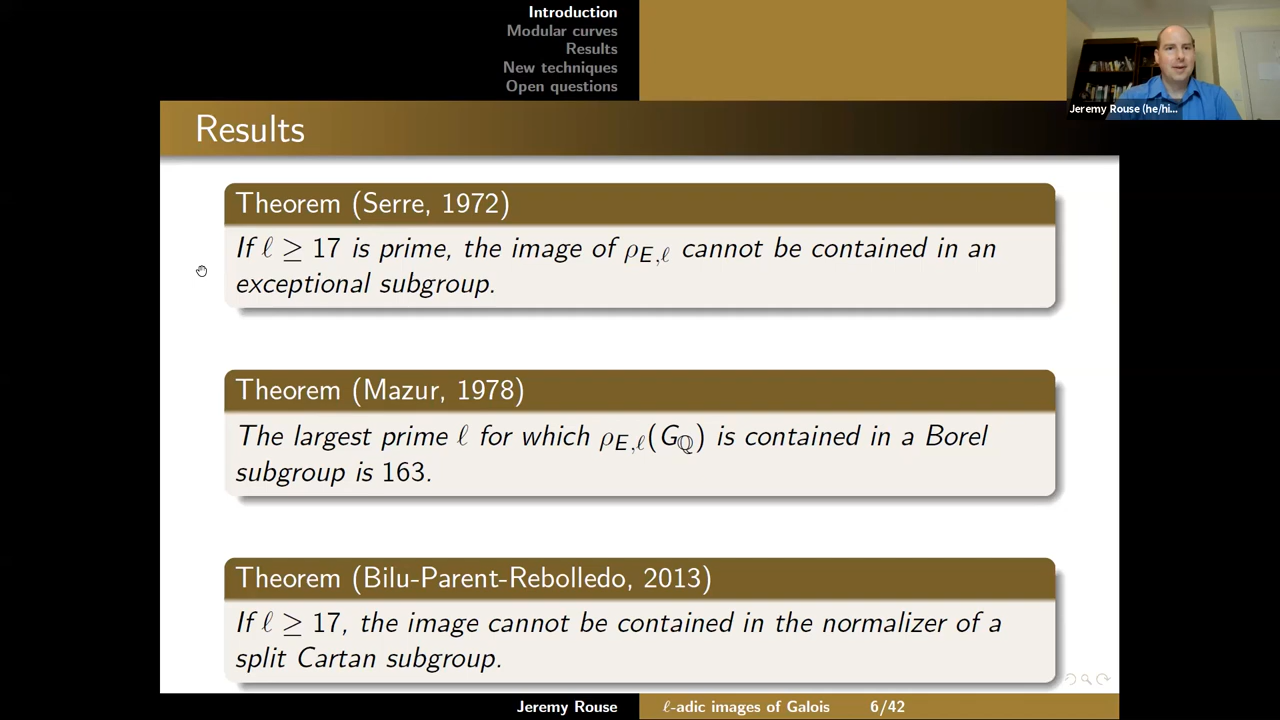 Introduction
Modular curves
Results
New techniques
Open questions
Jeremy Rouse (he/hi...
Results
Theorem (Serre, 1972)
If ℓ ≥ 17 is prime, the image of ρ_{E,ℓ} cannot be contained in an
exceptional subgroup.
Theorem (Mazur, 1978)
The largest prime ℓ for which ρ_{E,ℓ}(G_ℚ) is contained in a Borel
subgroup is 163.
Theorem (Bilu-Parent-Rebolledo, 2013)
If ℓ ≥ 17, the image cannot be contained in the normalizer of a
split Cartan subgroup.
Jeremy Rouse
ℓ-adic images of Galois
6/42